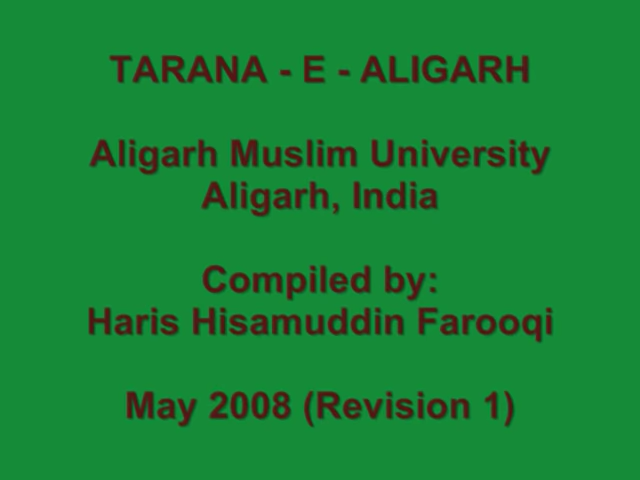 TARANA - E - ALIGARH
Aligarh Muslim University
Aligarh, India
Compiled by:
Haris Hisamuddin Farooqi
May 2008 (Revision 1)